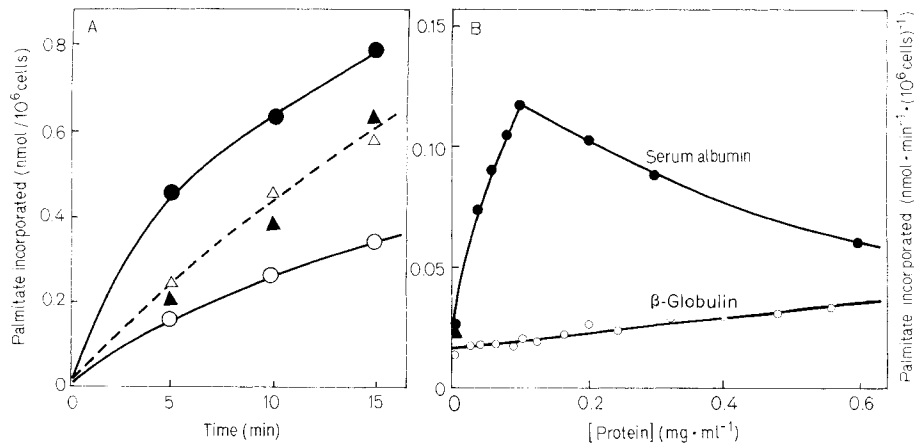 A
B
Palmitate incorporated (nmol/10⁶ cells)
0.8
0.6
0.4
0.2
0
0
5
10
15
Time (min)
0.15
0.10
0.05
0
Serum albumin
β-Globulin
0
0.2
0.4
0.6
[Protein] (mg · ml⁻¹)
Palmitate incorporated (nmol · min⁻¹ · (10⁶ cells)⁻¹